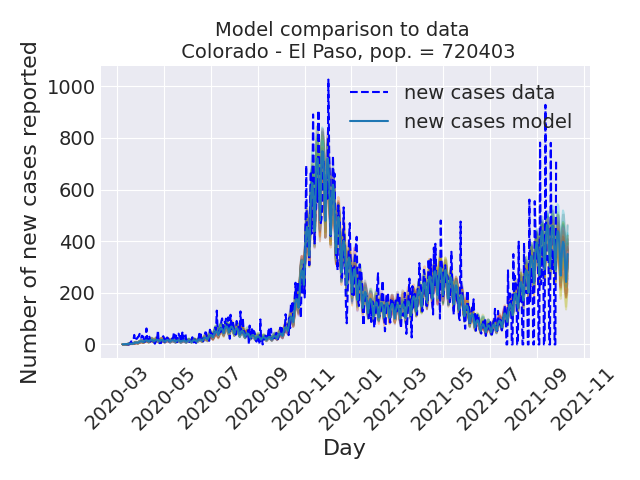 Model comparison to data
Colorado - El Paso, pop. = 720403
Number of new cases reported
1000
800
600
400
200
0
new cases data
new cases model
2020-03
2020-05
2020-07
2020-09
2020-11
2021-01
2021-03
2021-05
2021-07
2021-09
2021-11
Day